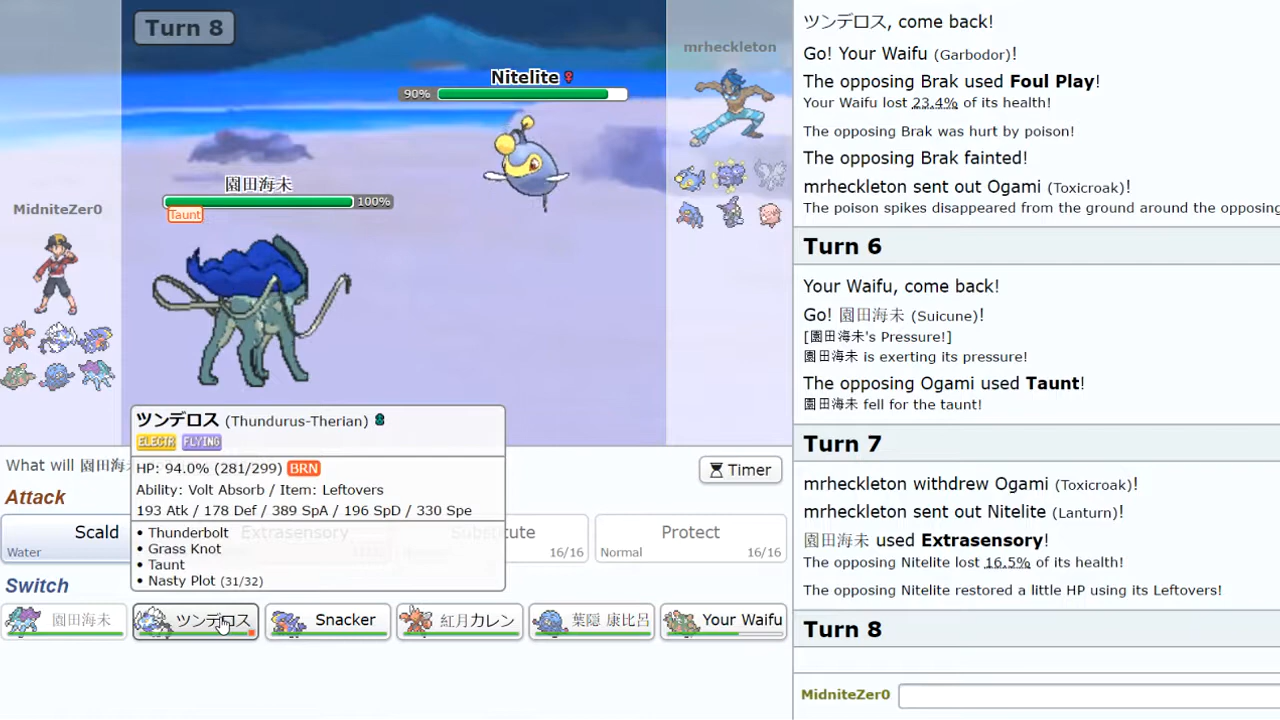 Turn 8
mrheckleton
Nitelite
90%
園田海未
100%
Taunt
MidniteZer0
ツンデロス (Thundurus-Therian)
ELECTR FLYING
HP: 94.0% (281/299) BRN
Ability: Volt Absorb / Item: Leftovers
193 Atk / 178 Def / 389 SpA / 196 SpD / 330 Spe
• Thunderbolt
• Grass Knot
• Taunt
• Nasty Plot (31/32)
What will 園田海
Timer
Attack
Scald
Water
Extrasensory
Substitute
16/16
Protect
Normal
16/16
Switch
園田海未
ツンデロス
Snacker
紅月カレン
葉隠 康比呂
Your Waifu
ツンデロス, come back!
Go! Your Waifu (Garbodor)!
The opposing Brak used Foul Play!
Your Waifu lost 23.4% of its health!
The opposing Brak was hurt by poison!
The opposing Brak fainted!
mrheckleton sent out Ogami (Toxicroak)!
The poison spikes disappeared from the ground around the opposing
Turn 6
Your Waifu, come back!
Go! 園田海未 (Suicune)!
[園田海未's Pressure!]
園田海未 is exerting its pressure!
The opposing Ogami used Taunt!
園田海未 fell for the taunt!
Turn 7
mrheckleton withdrew Ogami (Toxicroak)!
mrheckleton sent out Nitelite (Lanturn)!
園田海未 used Extrasensory!
The opposing Nitelite lost 16.5% of its health!
The opposing Nitelite restored a little HP using its Leftovers!
Turn 8
MidniteZer0